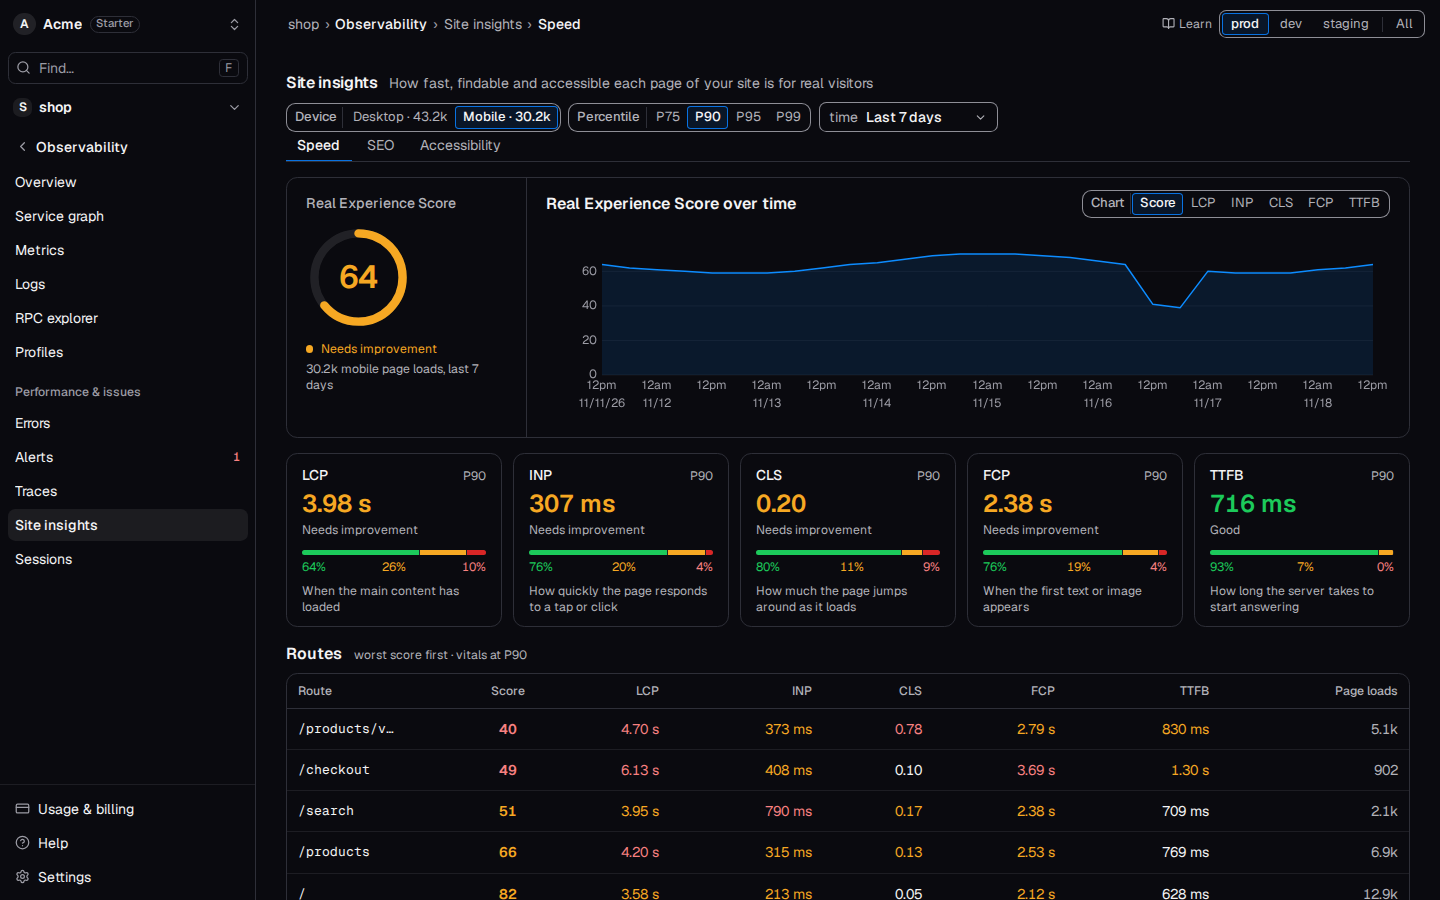 A Acme Starter
Find... F
S shop
Observability
Overview
Service graph
Metrics
Logs
RPC explorer
Profiles
Performance & issues
Errors
Alerts 1
Traces
Site insights
Sessions
Usage & billing
Help
Settings
shop › Observability › Site insights › Speed
Learn prod dev staging All
Site insights How fast, findable and accessible each page of your site is for real visitors
Device Desktop · 43.2k Mobile · 30.2k Percentile P75 P90 P95 P99 time Last 7 days
Speed SEO Accessibility
Real Experience Score
64
Needs improvement
30.2k mobile page loads, last 7
days
Real Experience Score over time
Chart Score LCP INP CLS FCP TTFB
60
40
20
0
12pm 12am 12pm 12am 12pm 12am 12pm 12am 12pm 12am 12pm 12am 12pm 12am 12pm
11/11/26 11/12 11/13 11/14 11/15 11/16 11/17 11/18
LCP P90
3.98 s
Needs improvement
64% 26% 10%
When the main content has
loaded
INP P90
307 ms
Needs improvement
76% 20% 4%
How quickly the page responds
to a tap or click
CLS P90
0.20
Needs improvement
80% 11% 9%
How much the page jumps
around as it loads
FCP P90
2.38 s
Needs improvement
76% 19% 4%
When the first text or image
appears
TTFB P90
716 ms
Good
93% 7% 0%
How long the server takes to
start answering
Routes worst score first · vitals at P90
Route Score LCP INP CLS FCP TTFB Page loads
/products/v… 40 4.70 s 373 ms 0.78 2.79 s 830 ms 5.1k
/checkout 49 6.13 s 408 ms 0.10 3.69 s 1.30 s 902
/search 51 3.95 s 790 ms 0.17 2.38 s 709 ms 2.1k
/products 66 4.20 s 315 ms 0.13 2.53 s 769 ms 6.9k
/ 82 3.58 s 213 ms 0.05 2.12 s 628 ms 12.9k